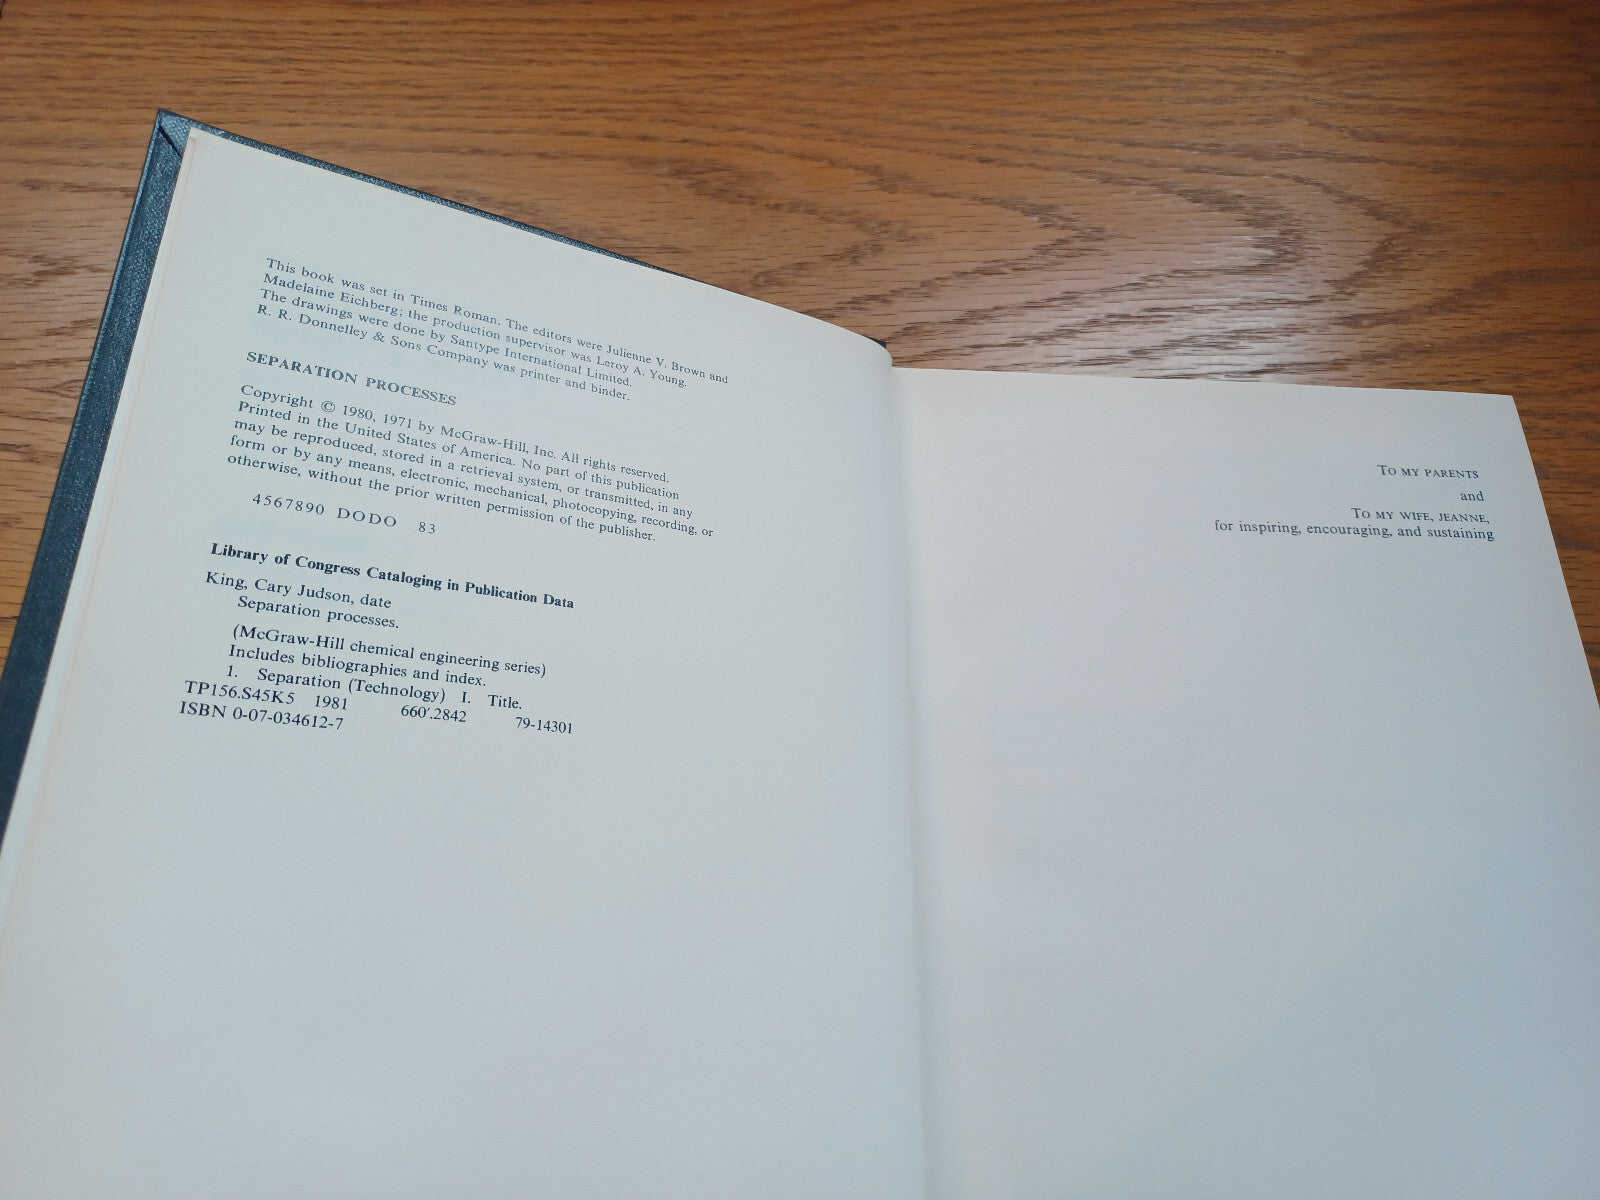 This book was set in Times Roman. The editors were Julienne V. Brown and
Madelaine Eichberg; the production supervisor was Leroy A. Young.
The drawings were done by Santype International Limited.
R. R. Donnelley & Sons Company was printer and binder.
SEPARATION PROCESSES
Copyright © 1980, 1971 by McGraw-Hill, Inc. All rights reserved.
Printed in the United States of America. No part of this publication
may be reproduced, stored in a retrieval system, or transmitted, in any
form or by any means, electronic, mechanical, photocopying, recording, or
otherwise, without the prior written permission of the publisher.
4567890 DODO 83
Library of Congress Cataloging in Publication Data
King, Cary Judson, date
Separation processes.
(McGraw-Hill chemical engineering series)
Includes bibliographies and index.
1. Separation (Technology) I. Title.
TP156.S45K5 1981 660'.2842 79-14301
ISBN 0-07-034612-7
TO MY PARENTS
and
TO MY WIFE, JEANNE,
for inspiring, encouraging, and sustaining